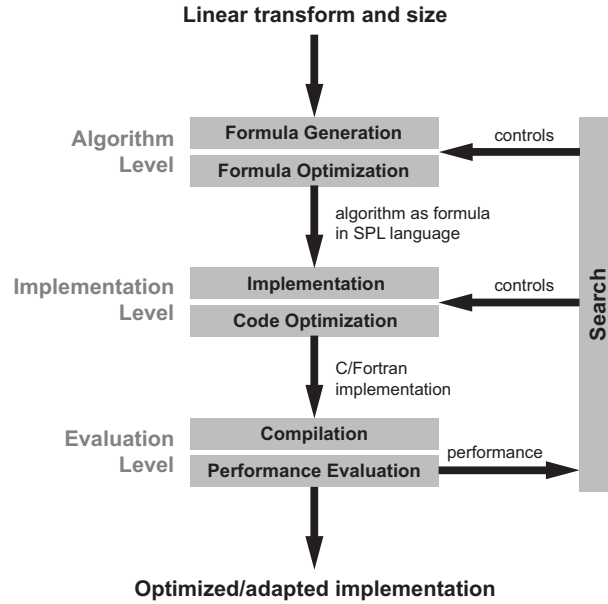 Linear transform and size
Algorithm
Level
Formula Generation
Formula Optimization
controls
algorithm as formula
in SPL language
Implementation
Level
Implementation
Code Optimization
controls
Search
C/Fortran
implementation
Evaluation
Level
Compilation
Performance Evaluation
performance
Optimized/adapted implementation